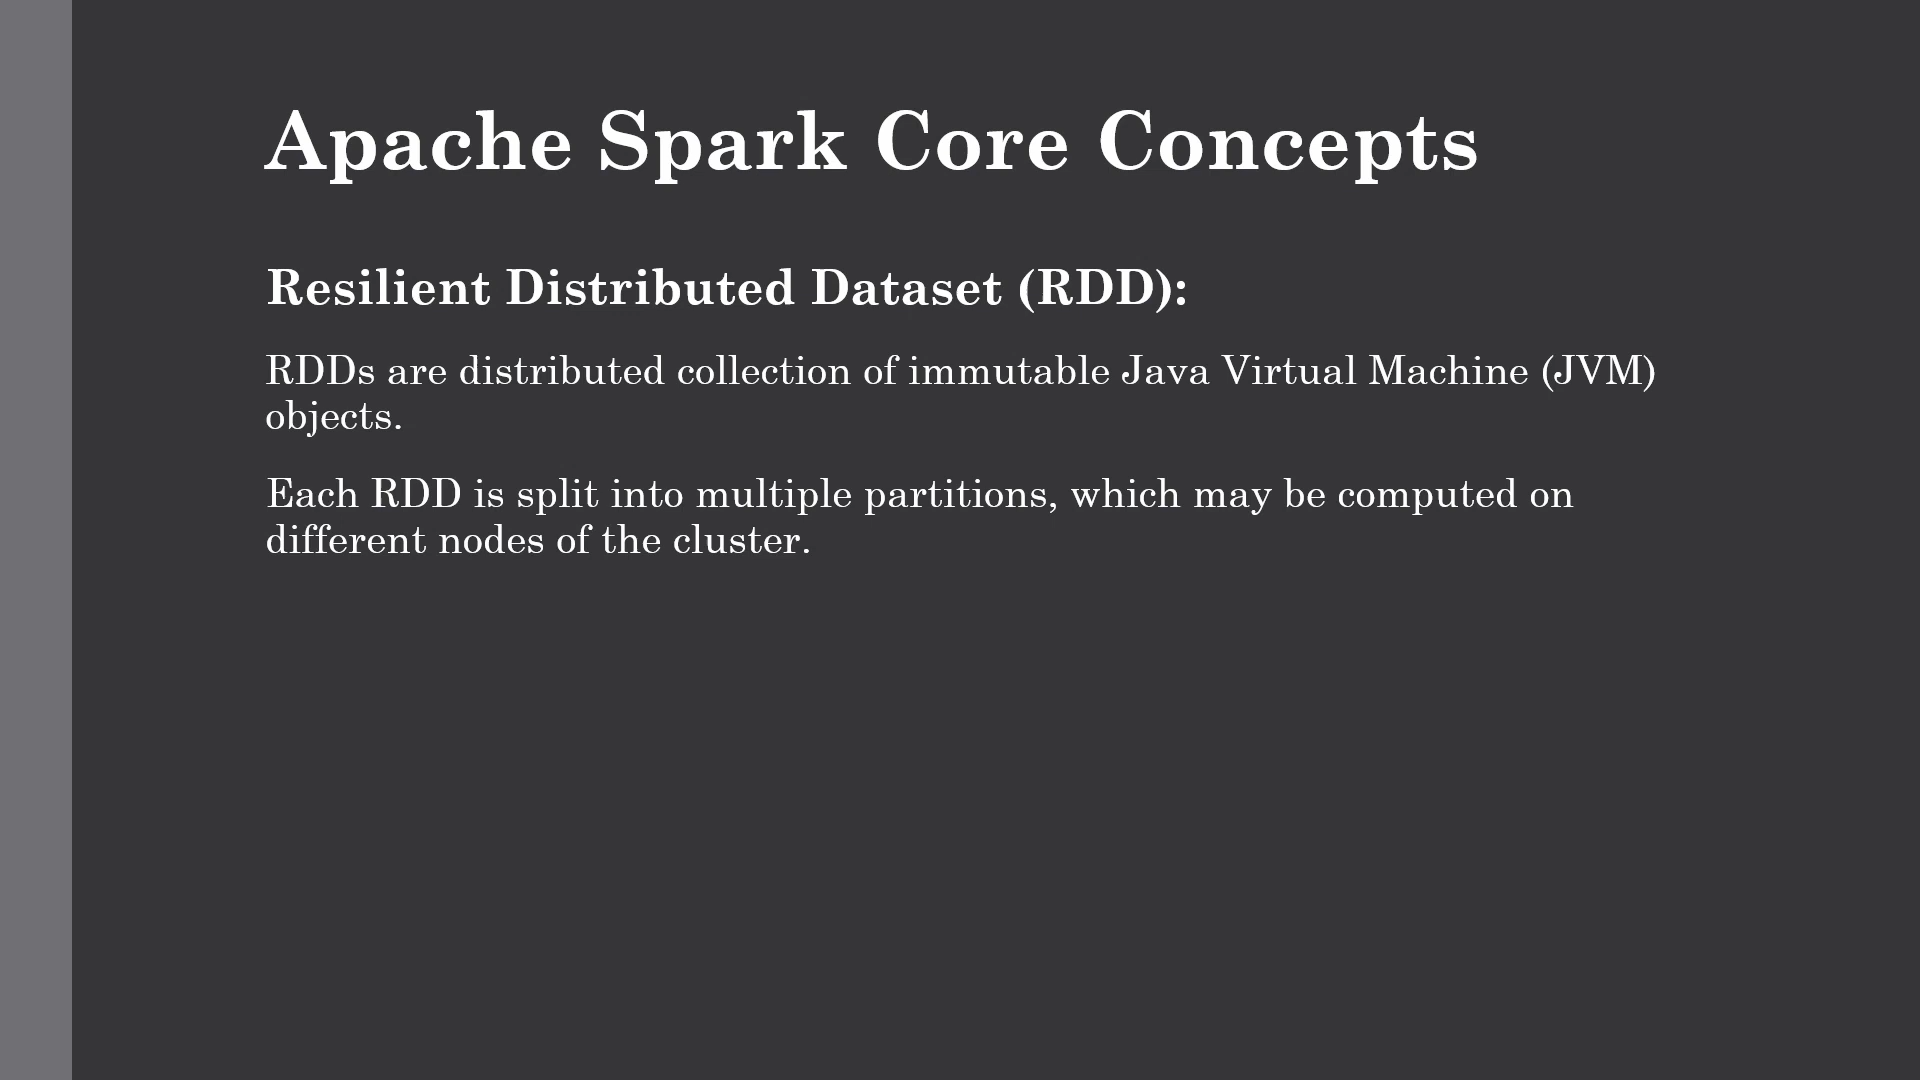 Apache Spark Core Concepts
Resilient Distributed Dataset (RDD):
RDDs are distributed collection of immutable Java Virtual Machine (JVM)
objects.
Each RDD is split into multiple partitions, which may be computed on
different nodes of the cluster.